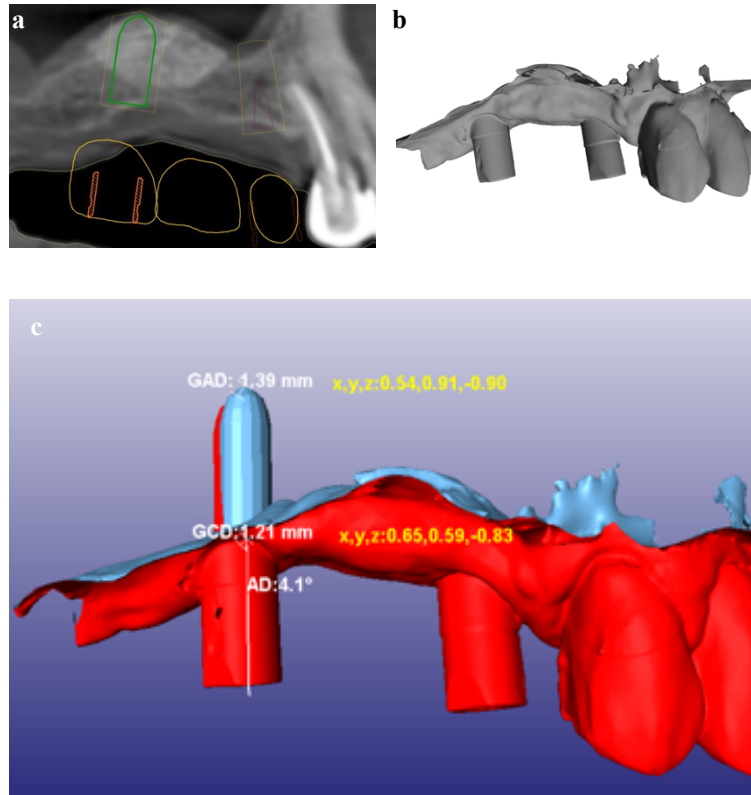 a
b
c
GAD: 1.39 mm x,y,z:0.54,0.91,-0.90
GCD:1.21 mm x,y,z:0.65,0.59,-0.83
AD:4.1º